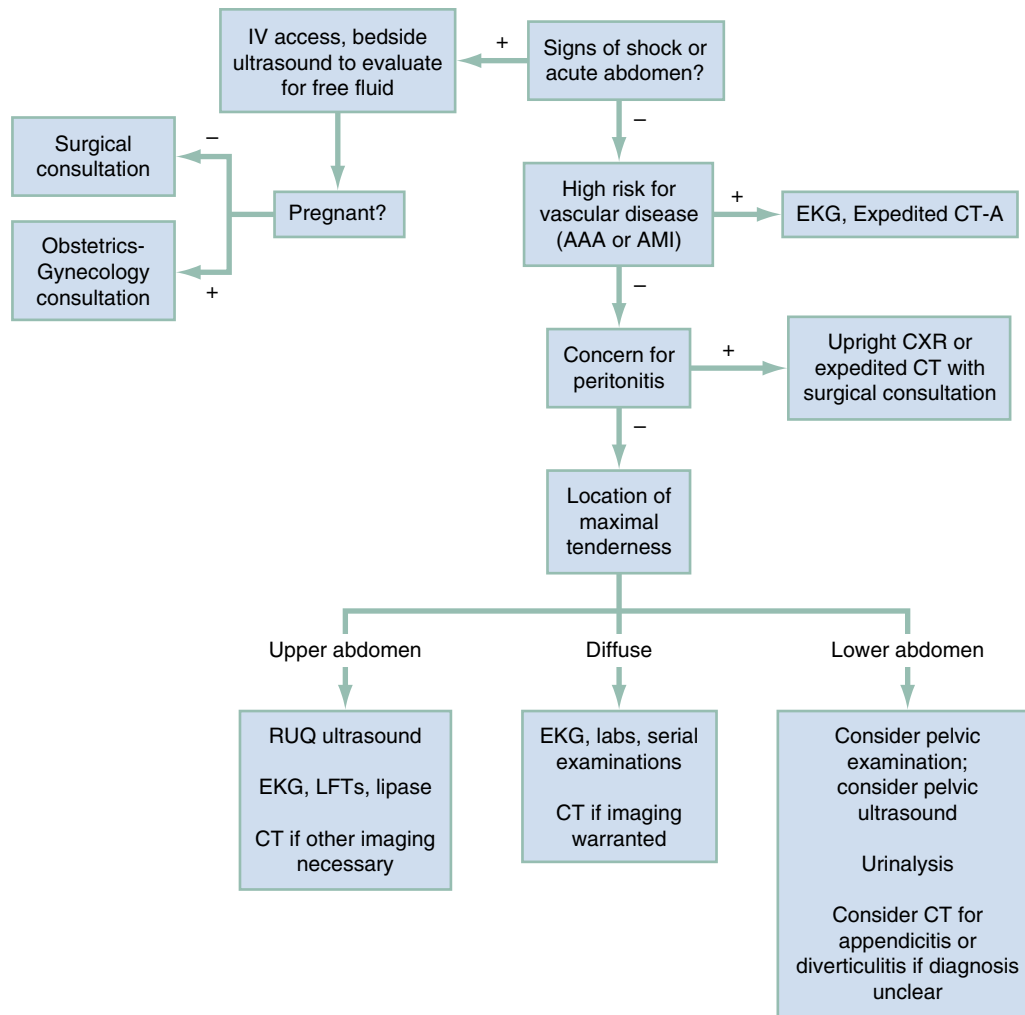 IV access, bedside
ultrasound to evaluate
for free fluid
+
Signs of shock or
acute abdomen?
–
Surgical
consultation
–
Pregnant?
Obstetrics-
Gynecology
consultation
+
High risk for
vascular disease
(AAA or AMI)
+
EKG, Expedited CT-A
–
Concern for
peritonitis
+
Upright CXR or
expedited CT with
surgical consultation
–
Location of
maximal
tenderness
Upper abdomen
Diffuse
Lower abdomen
RUQ ultrasound
EKG, LFTs, lipase
CT if other imaging
necessary
EKG, labs, serial
examinations
CT if imaging
warranted
Consider pelvic
examination;
consider pelvic
ultrasound
Urinalysis
Consider CT for
appendicitis or
diverticulitis if diagnosis
unclear